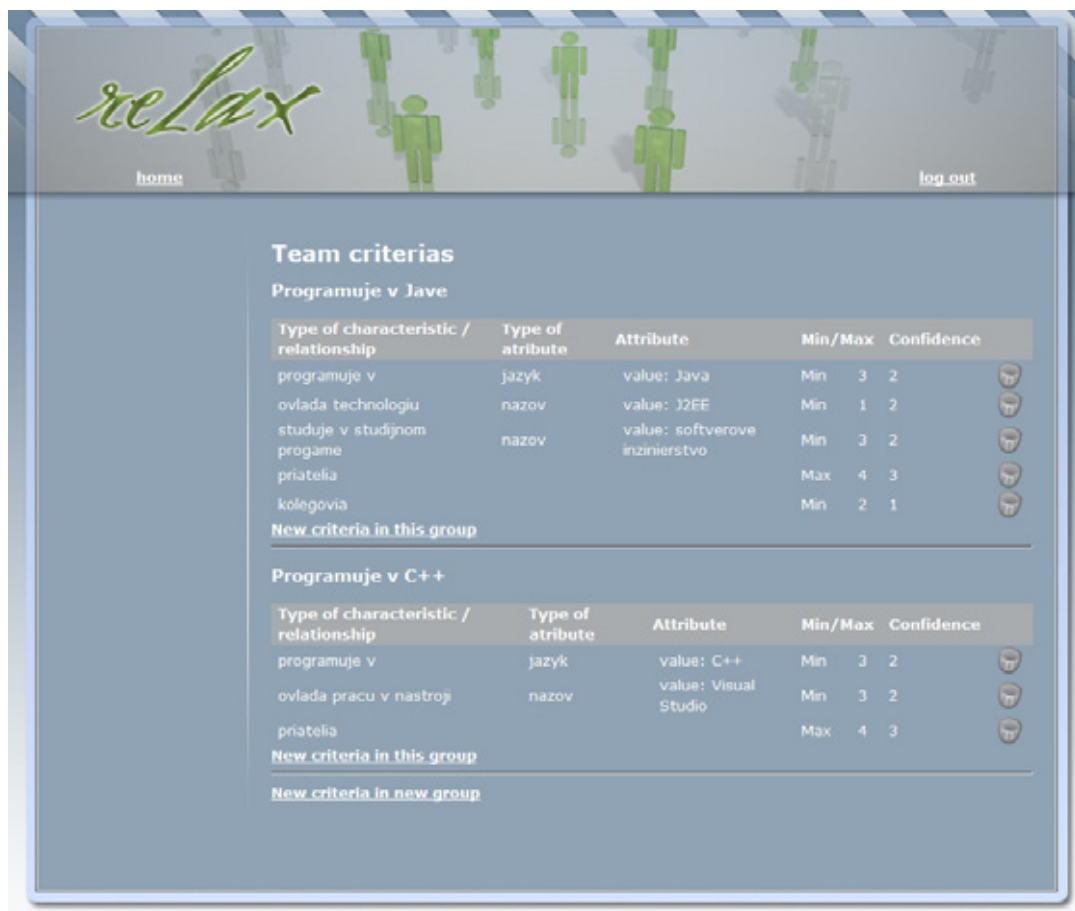 relax
home log out
Team criterias
Programuje v Jave
Type of characteristic / Type of
relationship atribute Attribute Min/Max Confidence
programuje v jazyk value: Java Min 3 2
ovlada technologiu nazov value: J2EE Min 1 2
studuje v studijnom value: softverove
progame nazov inzinierstvo Min 3 2
priatelia Max 4 3
kolegovia Min 2 1
New criteria in this group
Programuje v C++
Type of characteristic / Type of
relationship atribute Attribute Min/Max Confidence
programuje v jazyk value: C++ Min 3 2
ovlada pracu v nastroji nazov value: Visual
Studio Min 3 2
priatelia Max 4 3
New criteria in this group
New criteria in new group